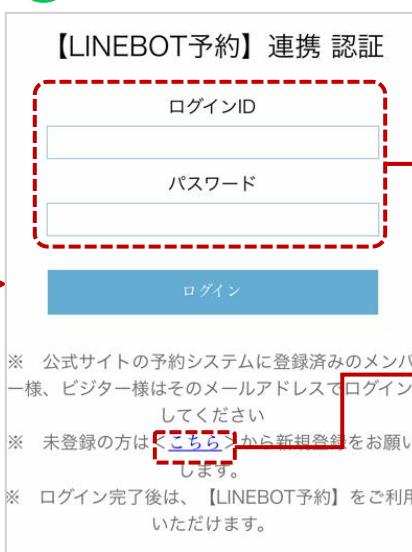 【LINEBOT予約】連携 認証
ログインID
パスワード
ログイン
※　公式サイトの予約システムに登録済みのメンバ
ー様、ビジター様はそのメールアドレスでログイン
してください
※　未登録の方は<こちら>から新規登録をお願い
します。
※　ログイン完了後は、【LINEBOT予約】をご利用
いただけます。